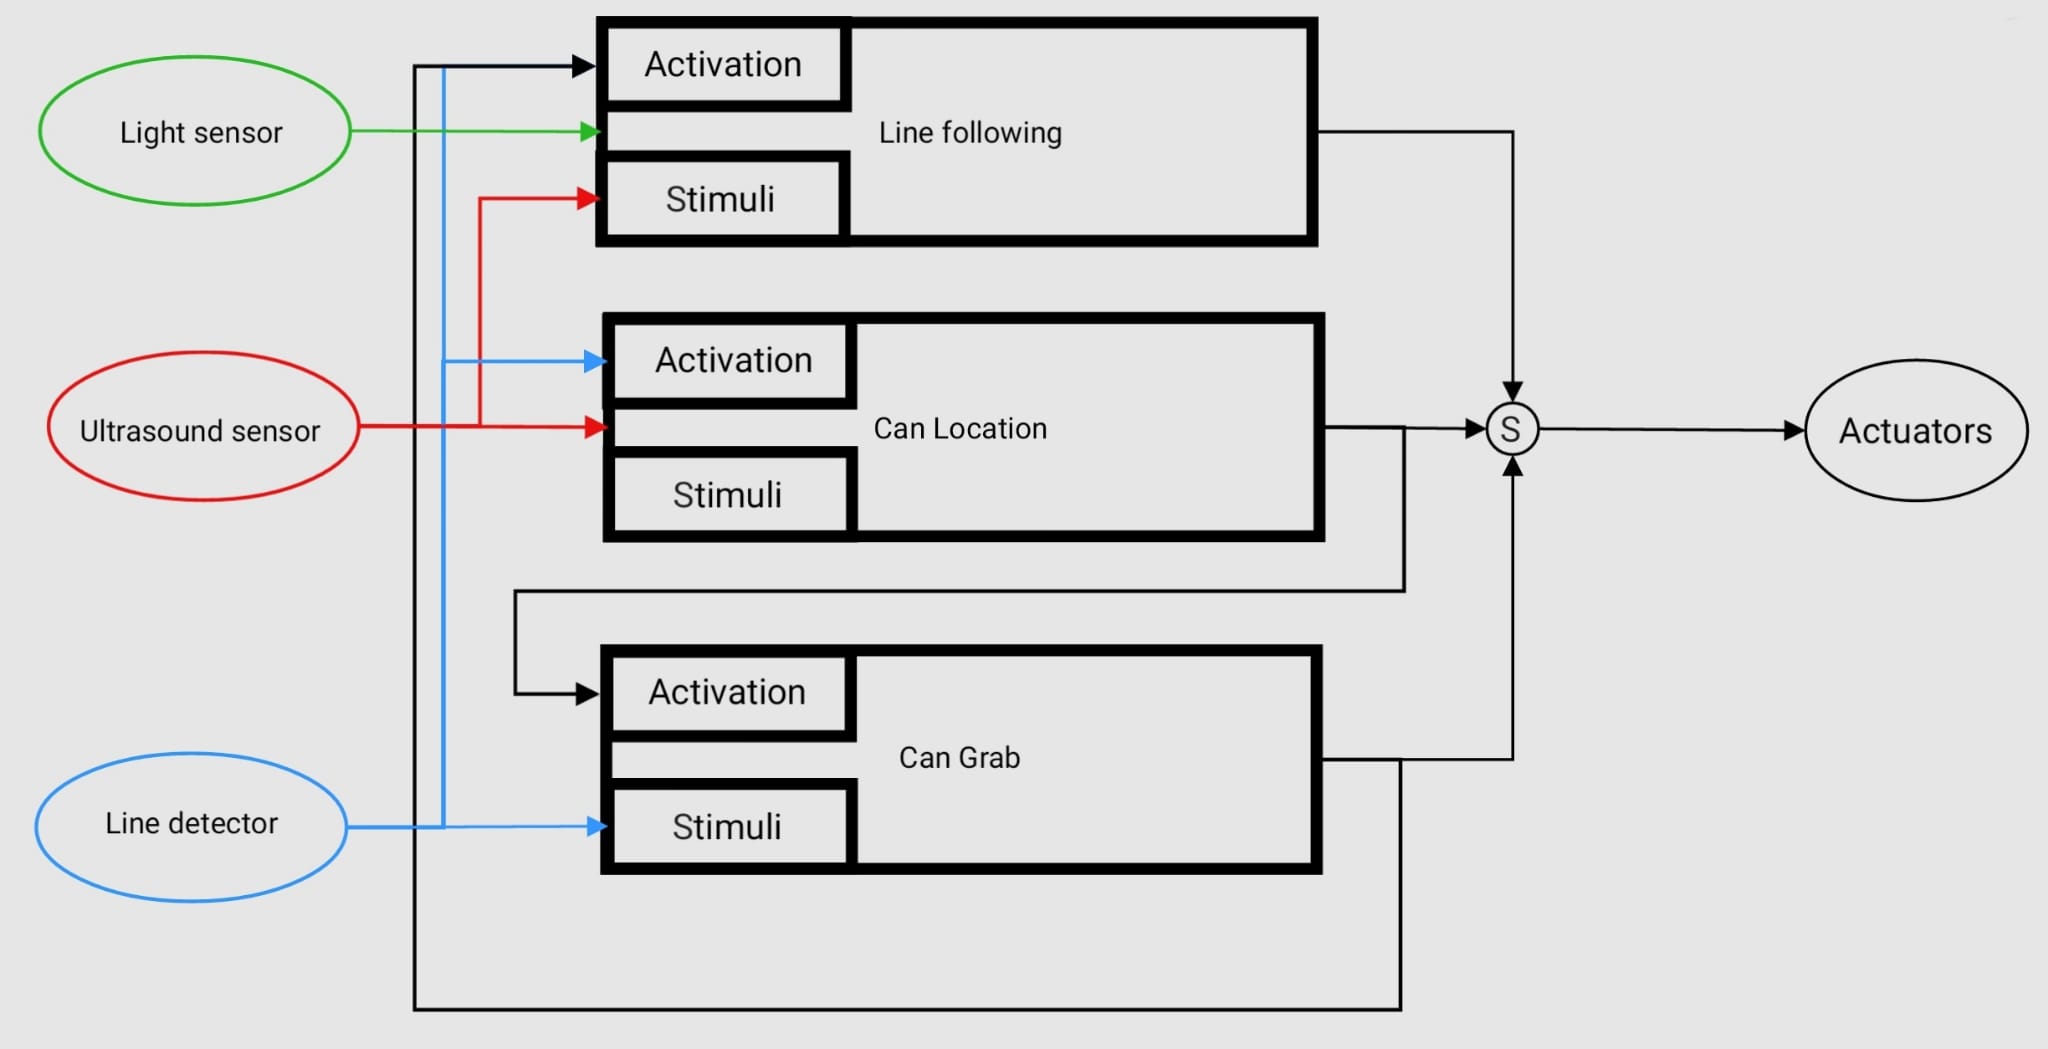 Activation
Light sensor
Line following
Stimuli
Activation
Ultrasound sensor
Can Location
S
Actuators
Stimuli
Activation
Can Grab
Line detector
Stimuli